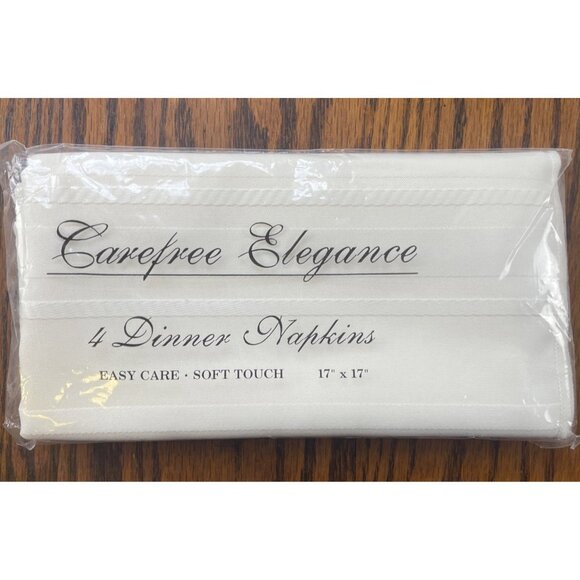 Carefree Elegance
4 Dinner Napkins
EASY CARE · SOFT TOUCH 17" x 17"